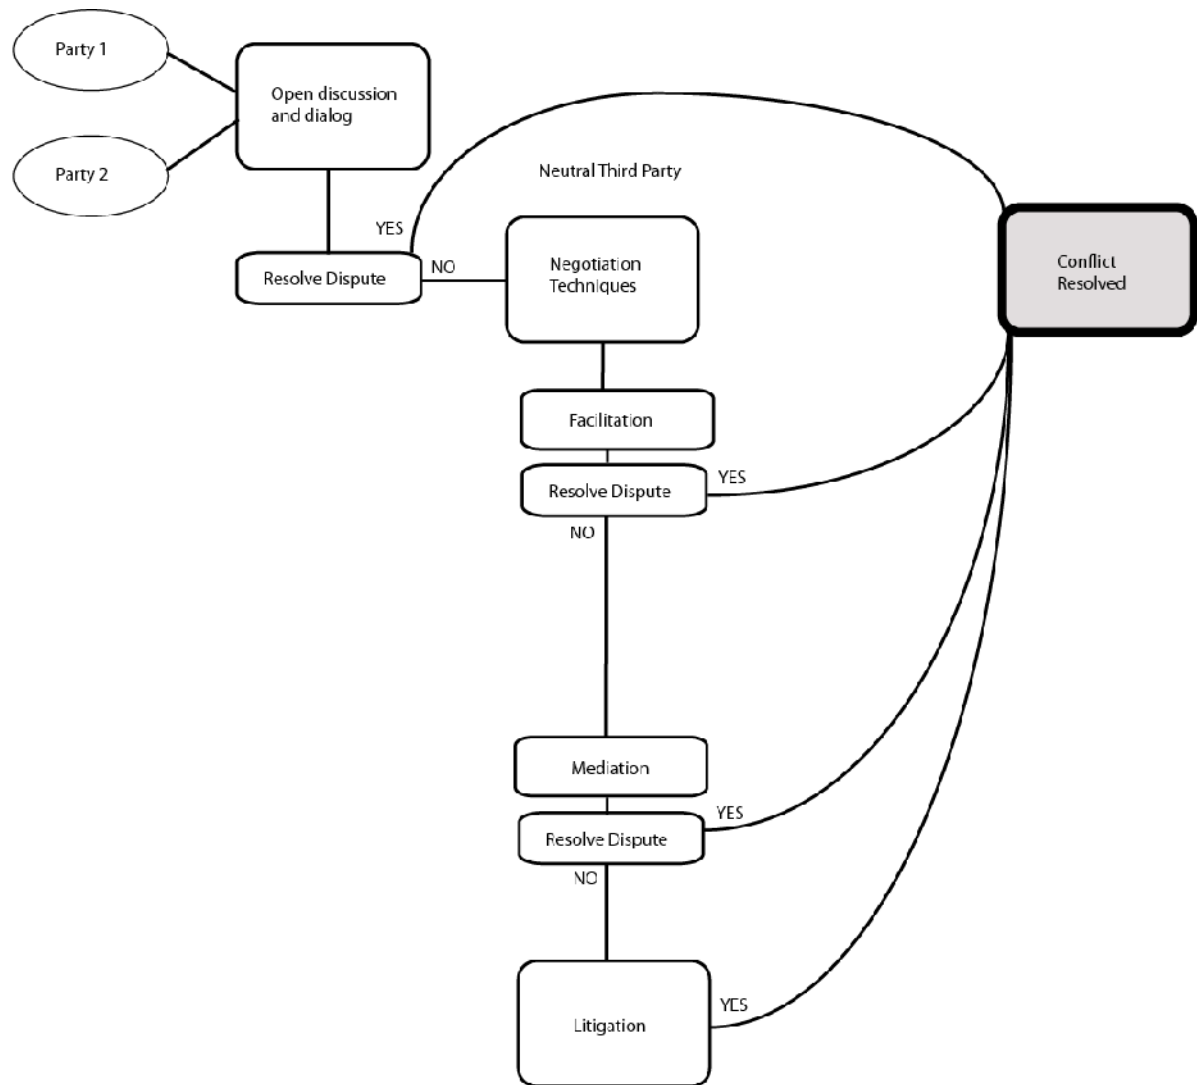 Party 1
Open discussion
and dialog
Party 2
Neutral Third Party
YES
Resolve Dispute
NO
Negotiation
Techniques
Conflict
Resolved
Facilitation
Resolve Dispute
YES
NO
Mediation
YES
Resolve Dispute
NO
Litigation
YES